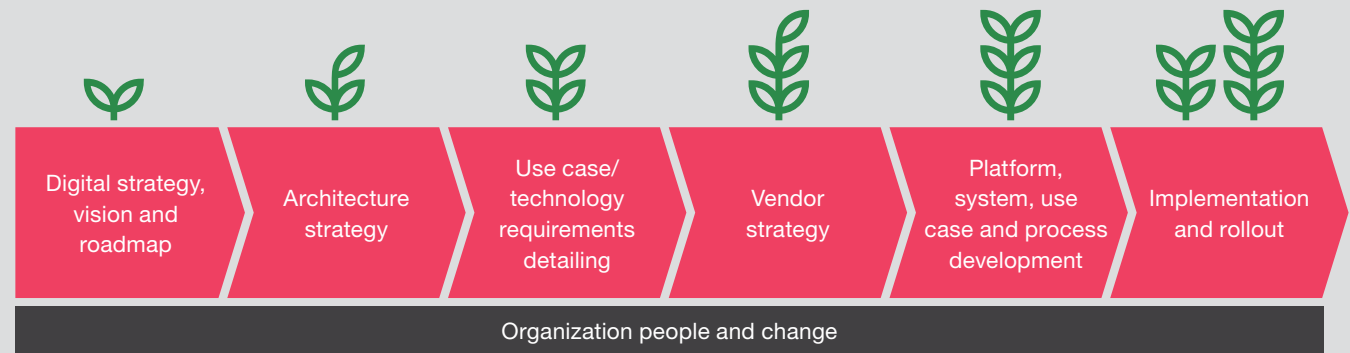 Digital strategy,
vision and
roadmap
Architecture
strategy
Use case/
technology
requirements
detailing
Vendor
strategy
Platform,
system, use
case and process
development
Implementation
and rollout
Organization people and change